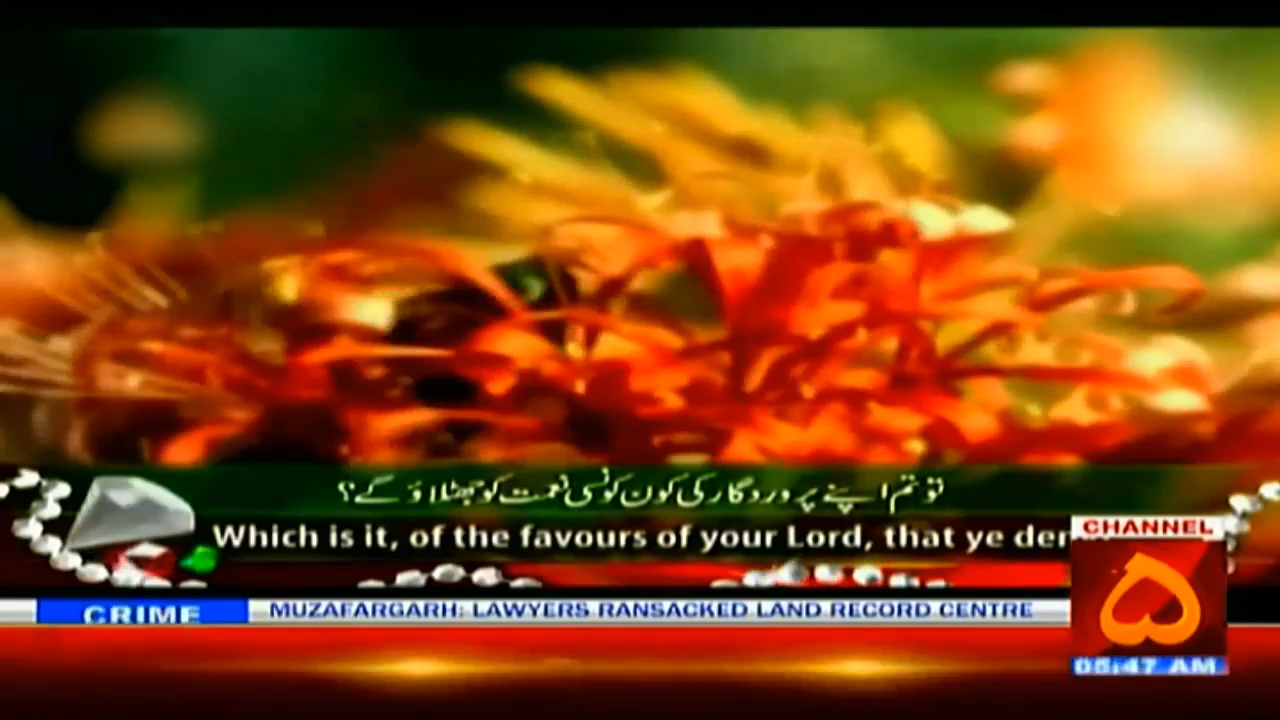 تو تم اپنے پروردگار کی کون کونسی نعمت کو جھٹلاؤ گے؟
Which is it, of the favours of your Lord, that ye
CHANNEL
۵
CRIME
MUZAFARGARH: LAWYERS RANSACKED LAND RECORD CENTRE
05:47 AM